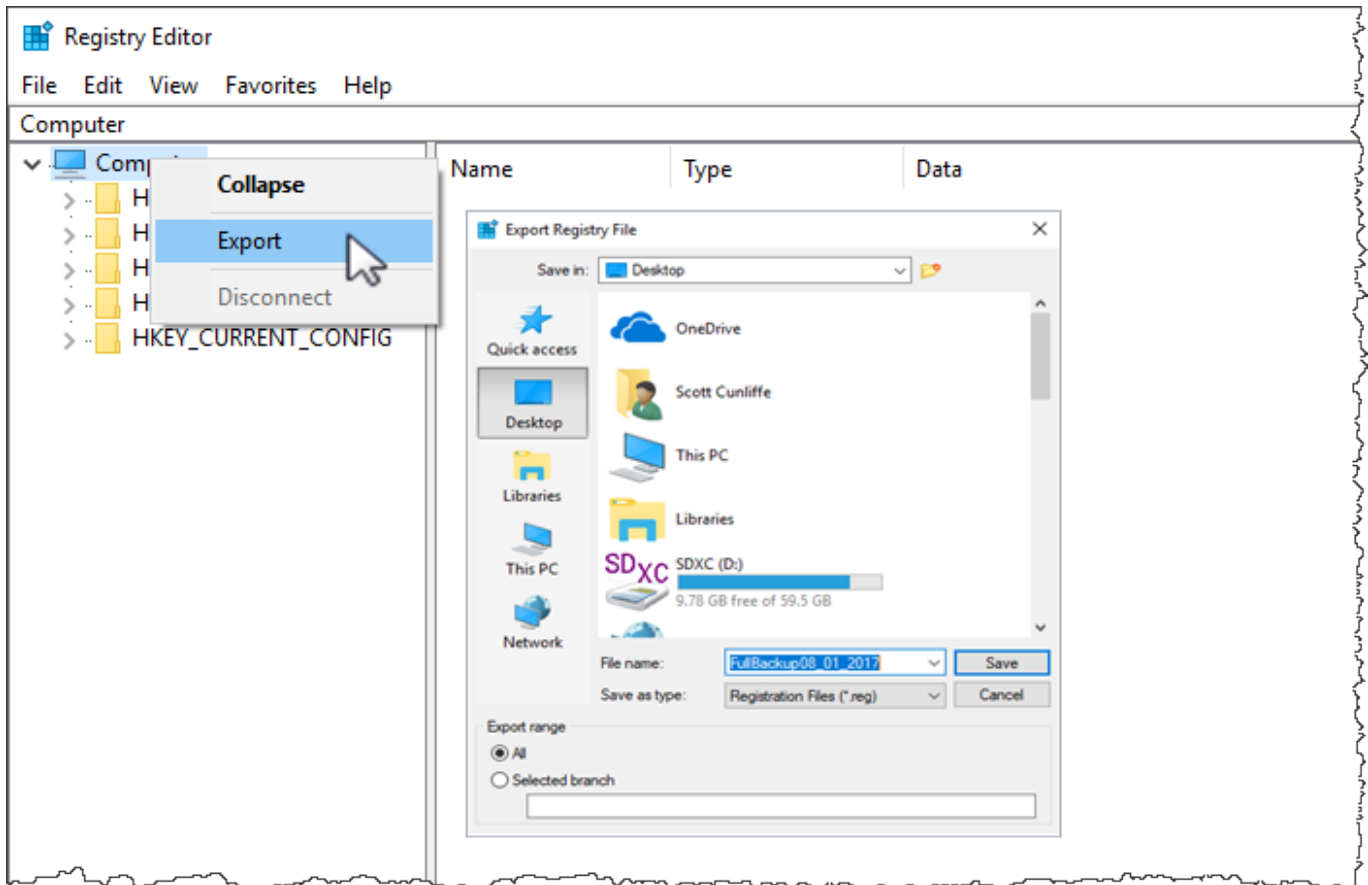 Registry Editor
File Edit View Favorites Help
Computer
Name Type Data
Collapse
H
H
Export
H
H
Disconnect
HKEY_CURRENT_CONFIG
Export Registry File
Save in: Desktop
Quick access
Desktop
Libraries
This PC
Network
OneDrive
Scott Cunliffe
This PC
Libraries
SDXC SDXC (D:)
9.78 GB free of 59.5 GB
File name: FullBackup08_01_2017 Save
Save as type: Registration Files (*.reg) Cancel
Export range
All
Selected branch